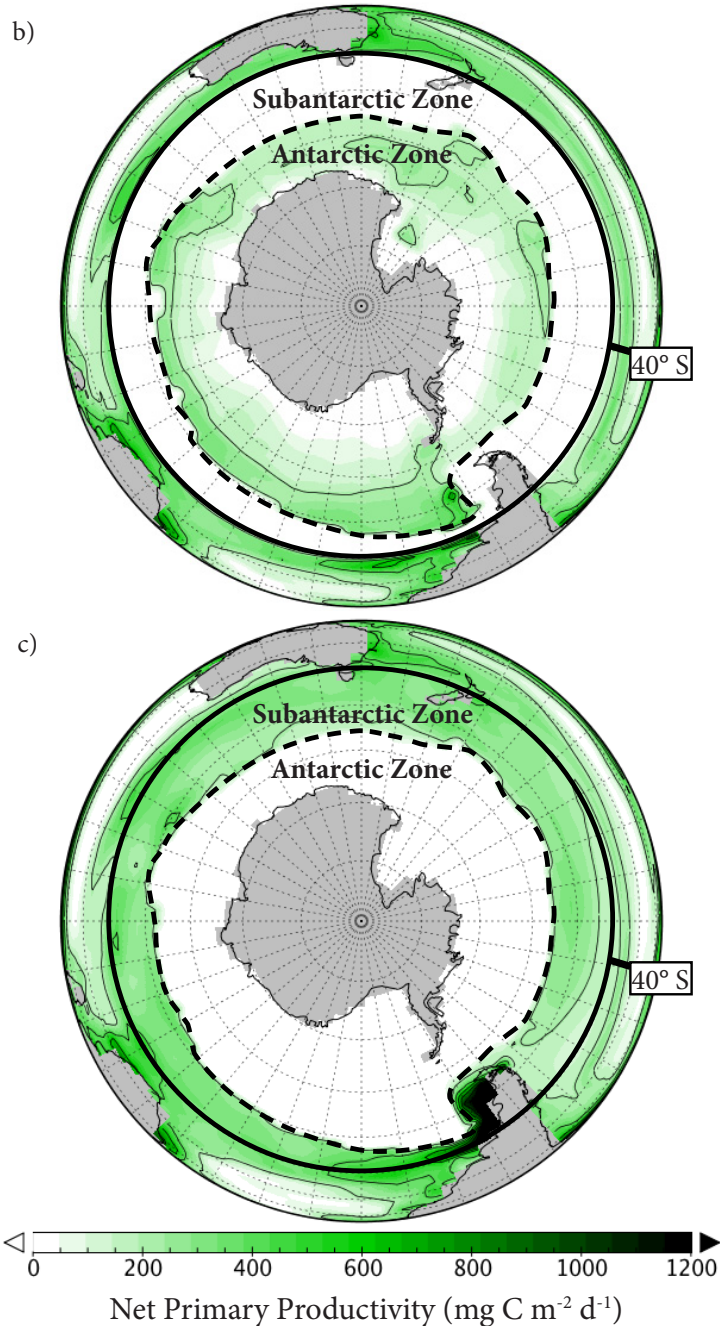 b)
Subantarctic Zone
Antarctic Zone
40° S
c)
Subantarctic Zone
Antarctic Zone
40° S
0 200 400 600 800 1000 1200
Net Primary Productivity (mg C m⁻² d⁻¹)